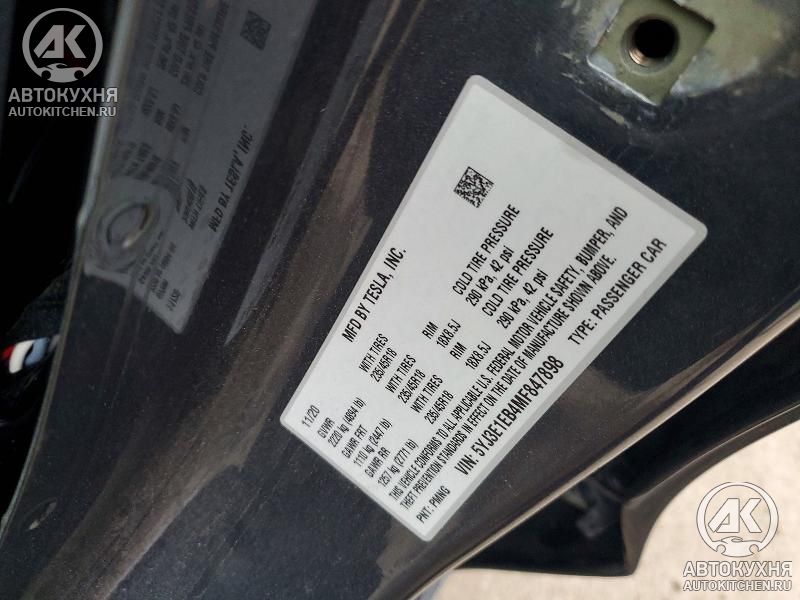 АК
АВТОКУХНЯ
AUTOKITCHEN.RU
MFD BY TESLA, INC.
11/20
GVWR
2220 kg (4894 lb) WITH TIRES RIM COLD TIRE PRESSURE
GAWR FRT 235/45R18 18X8.5J 290 kPa, 42 psi
1110 kg (2447 lb) WITH TIRES RIM COLD TIRE PRESSURE
GAWR RR 235/45R18 18X8.5J 290 kPa, 42 psi
1257 kg (2771 lb)
THIS VEHICLE CONFORMS TO ALL APPLICABLE U.S. FEDERAL MOTOR VEHICLE SAFETY, BUMPER, AND
THEFT PREVENTION STANDARDS IN EFFECT ON THE DATE OF MANUFACTURE SHOWN ABOVE.
VIN: 5YJ3E1EB4MF847898 TYPE: PASSENGER CAR
PNT: PMNG
АК
АВТОКУХНЯ
AUTOKITCHEN.RU